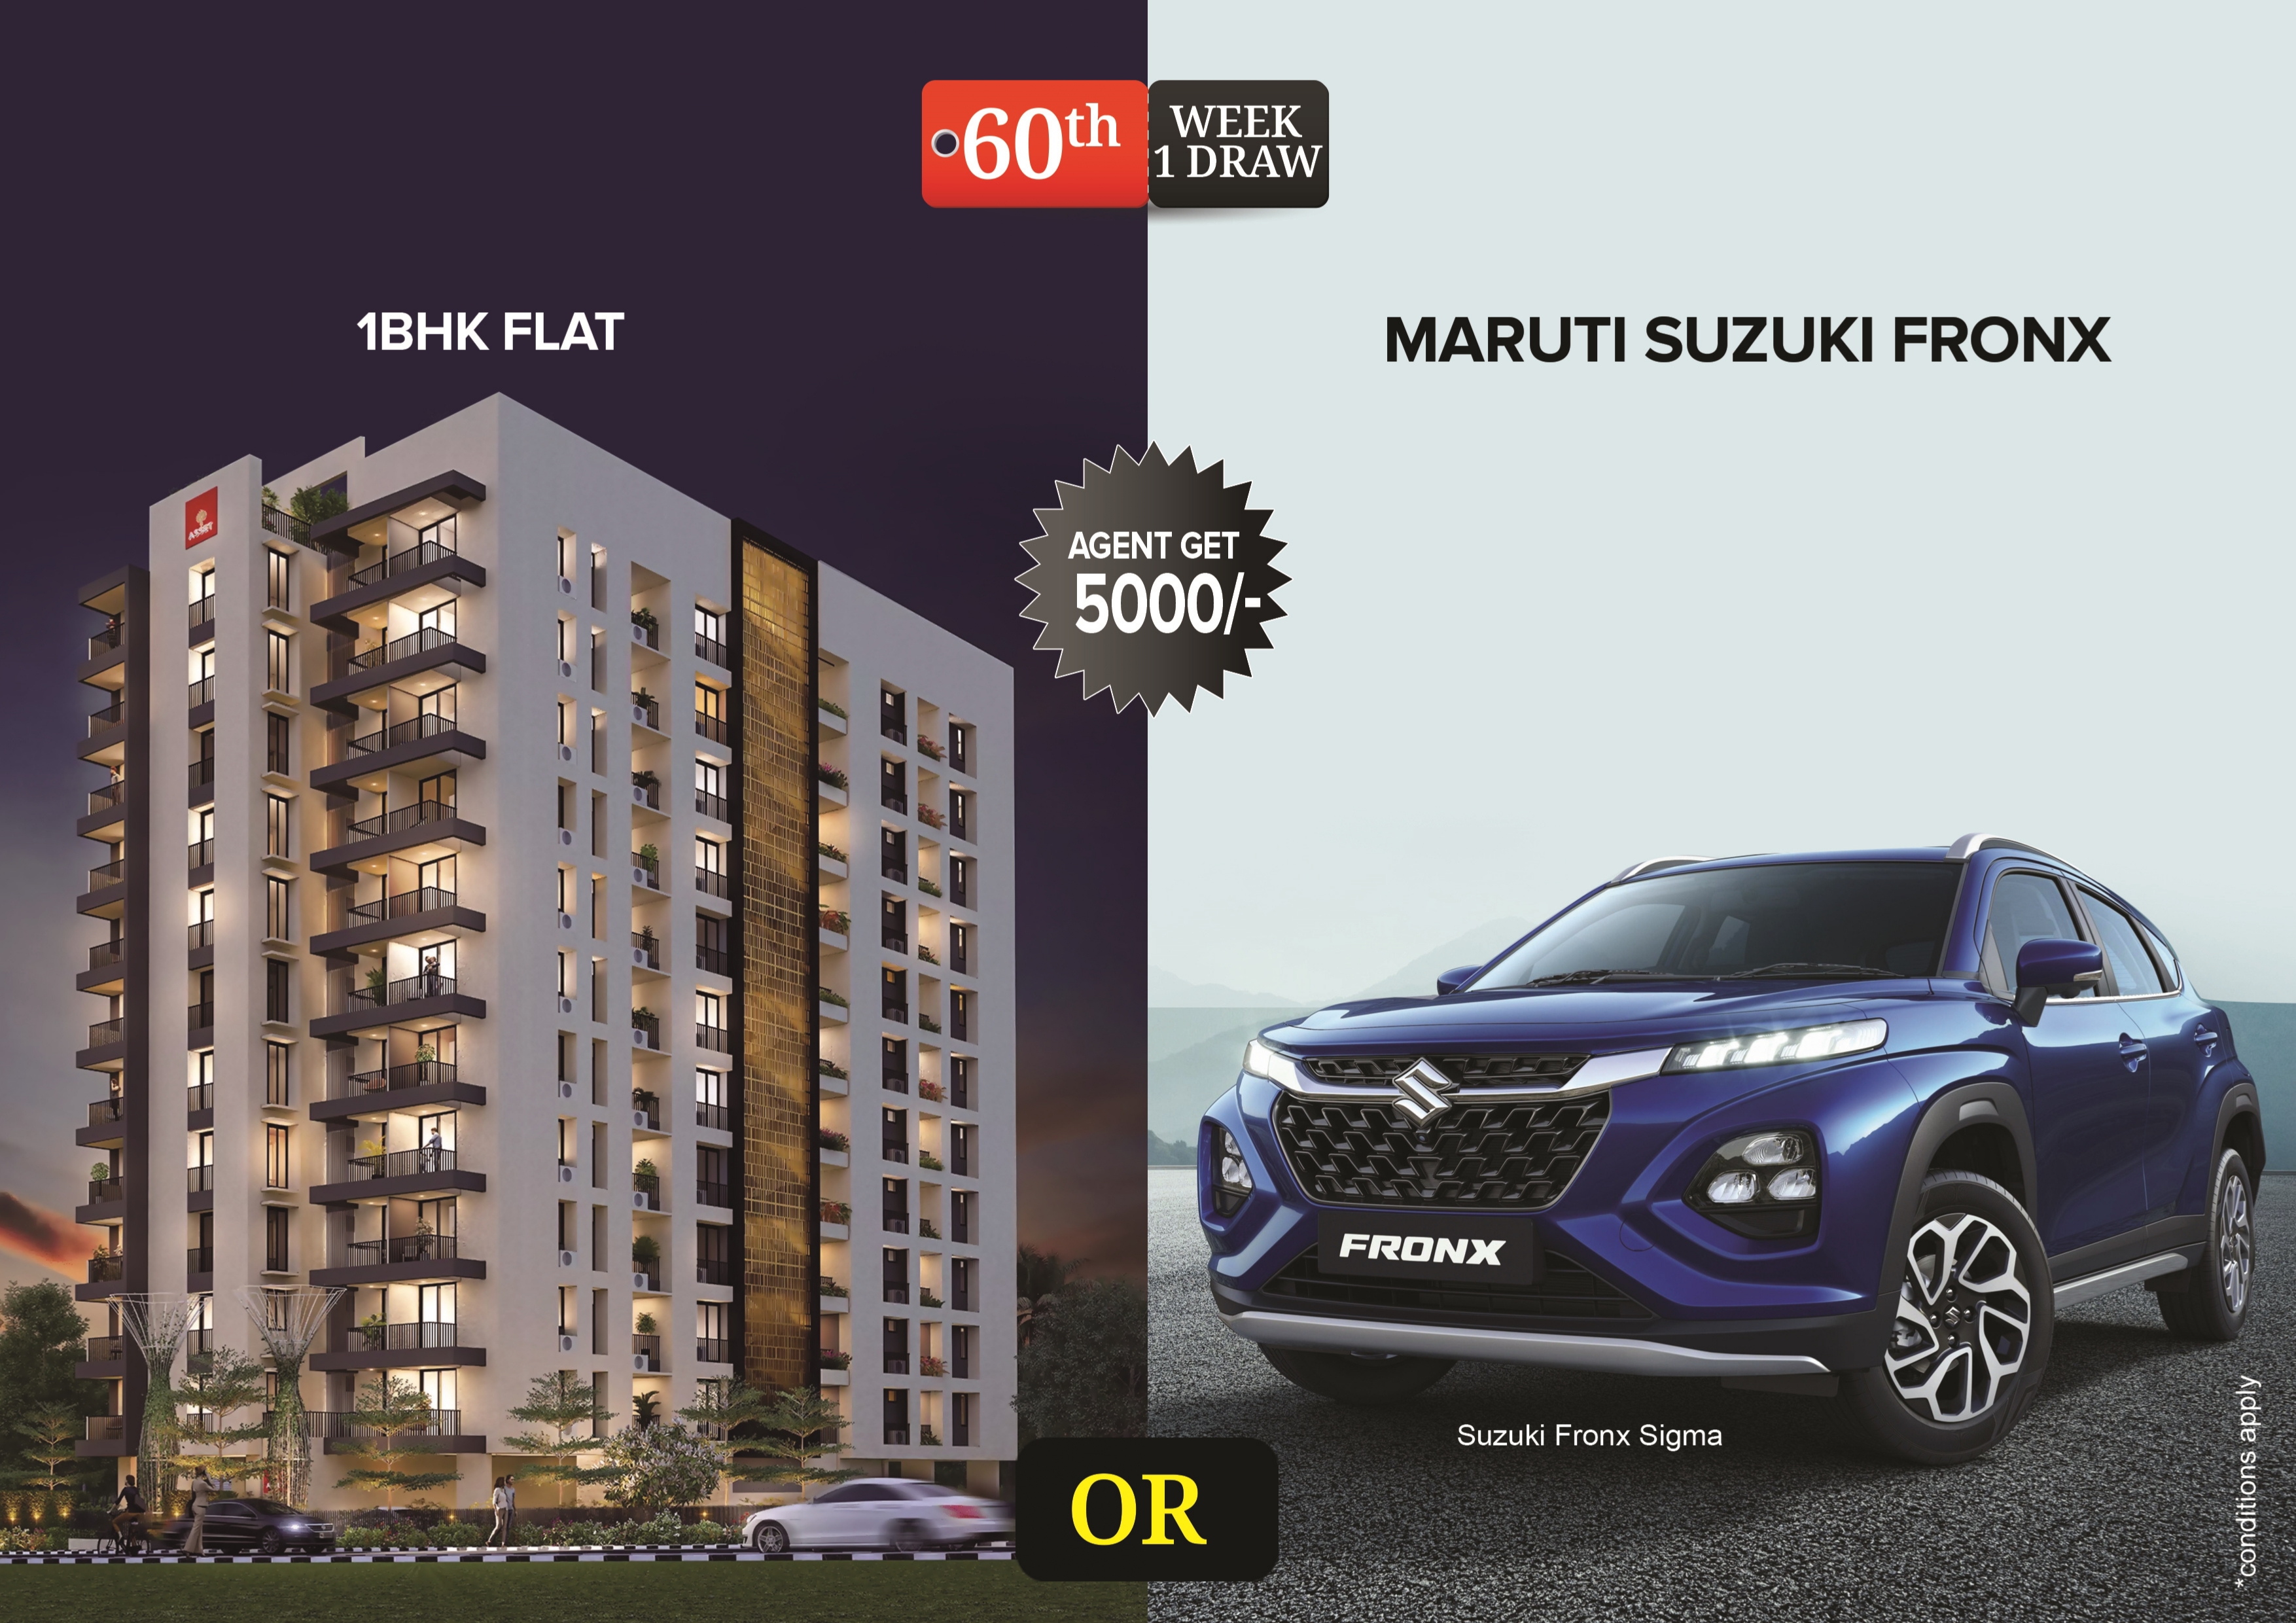 60th
WEEK
1 DRAW
1BHK FLAT
MARUTI SUZUKI FRONX
ASSET
AGENT GET
5000/-
FRONX
Suzuki Fronx Sigma
OR
*conditions apply